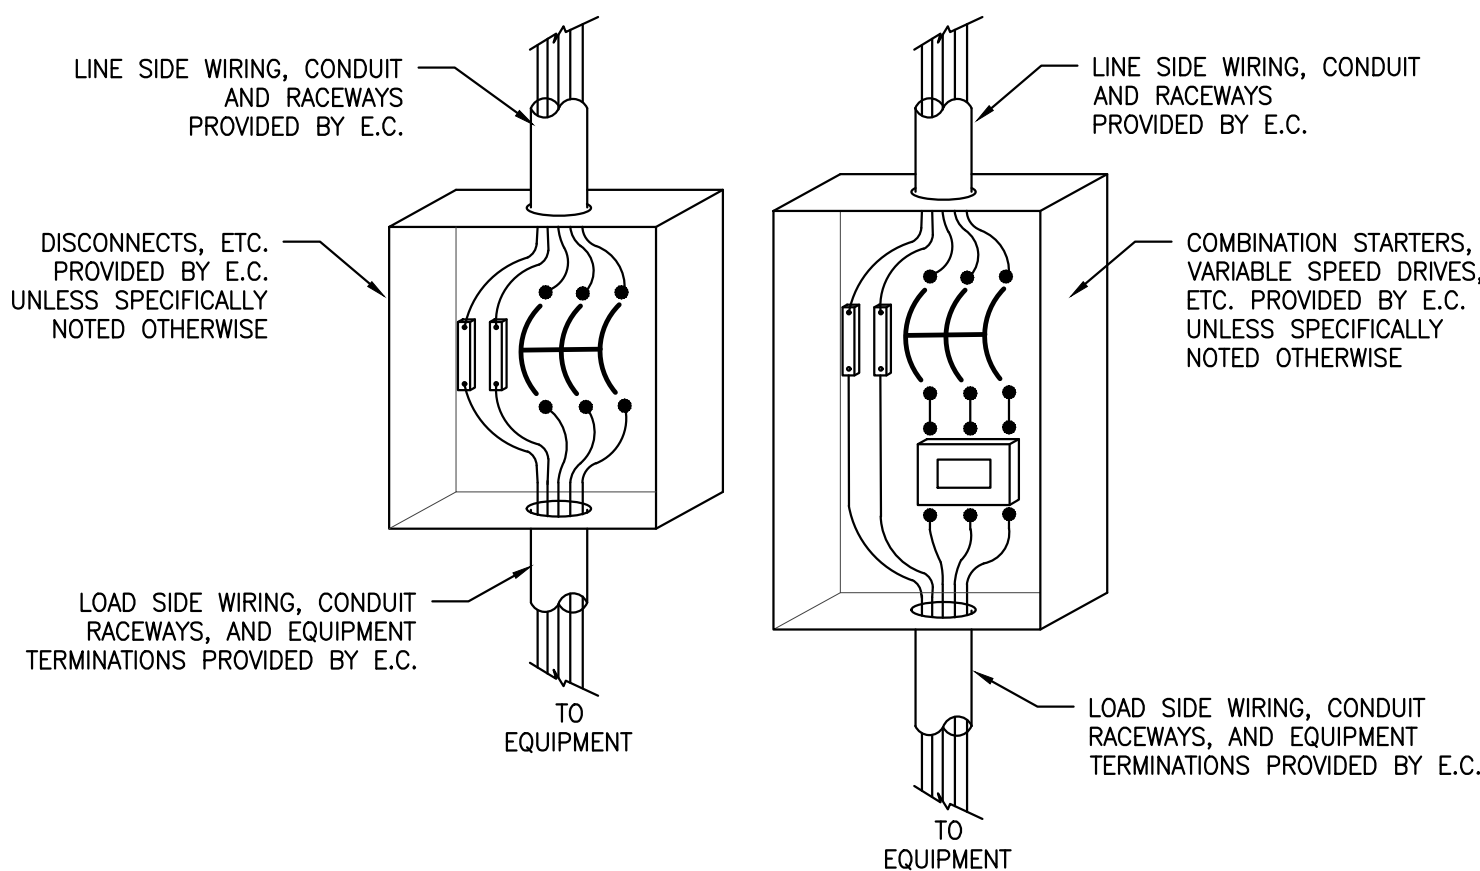 LINE SIDE WIRING, CONDUIT
AND RACEWAYS
PROVIDED BY E.C.
DISCONNECTS, ETC.
PROVIDED BY E.C.
UNLESS SPECIFICALLY
NOTED OTHERWISE
LOAD SIDE WIRING, CONDUIT
RACEWAYS, AND EQUIPMENT
TERMINATIONS PROVIDED BY E.C.
TO
EQUIPMENT
LINE SIDE WIRING, CONDUIT
AND RACEWAYS
PROVIDED BY E.C.
COMBINATION STARTERS,
VARIABLE SPEED DRIVES,
ETC. PROVIDED BY E.C.
UNLESS SPECIFICALLY
NOTED OTHERWISE
LOAD SIDE WIRING, CONDUIT
RACEWAYS, AND EQUIPMENT
TERMINATIONS PROVIDED BY E.C.
TO
EQUIPMENT